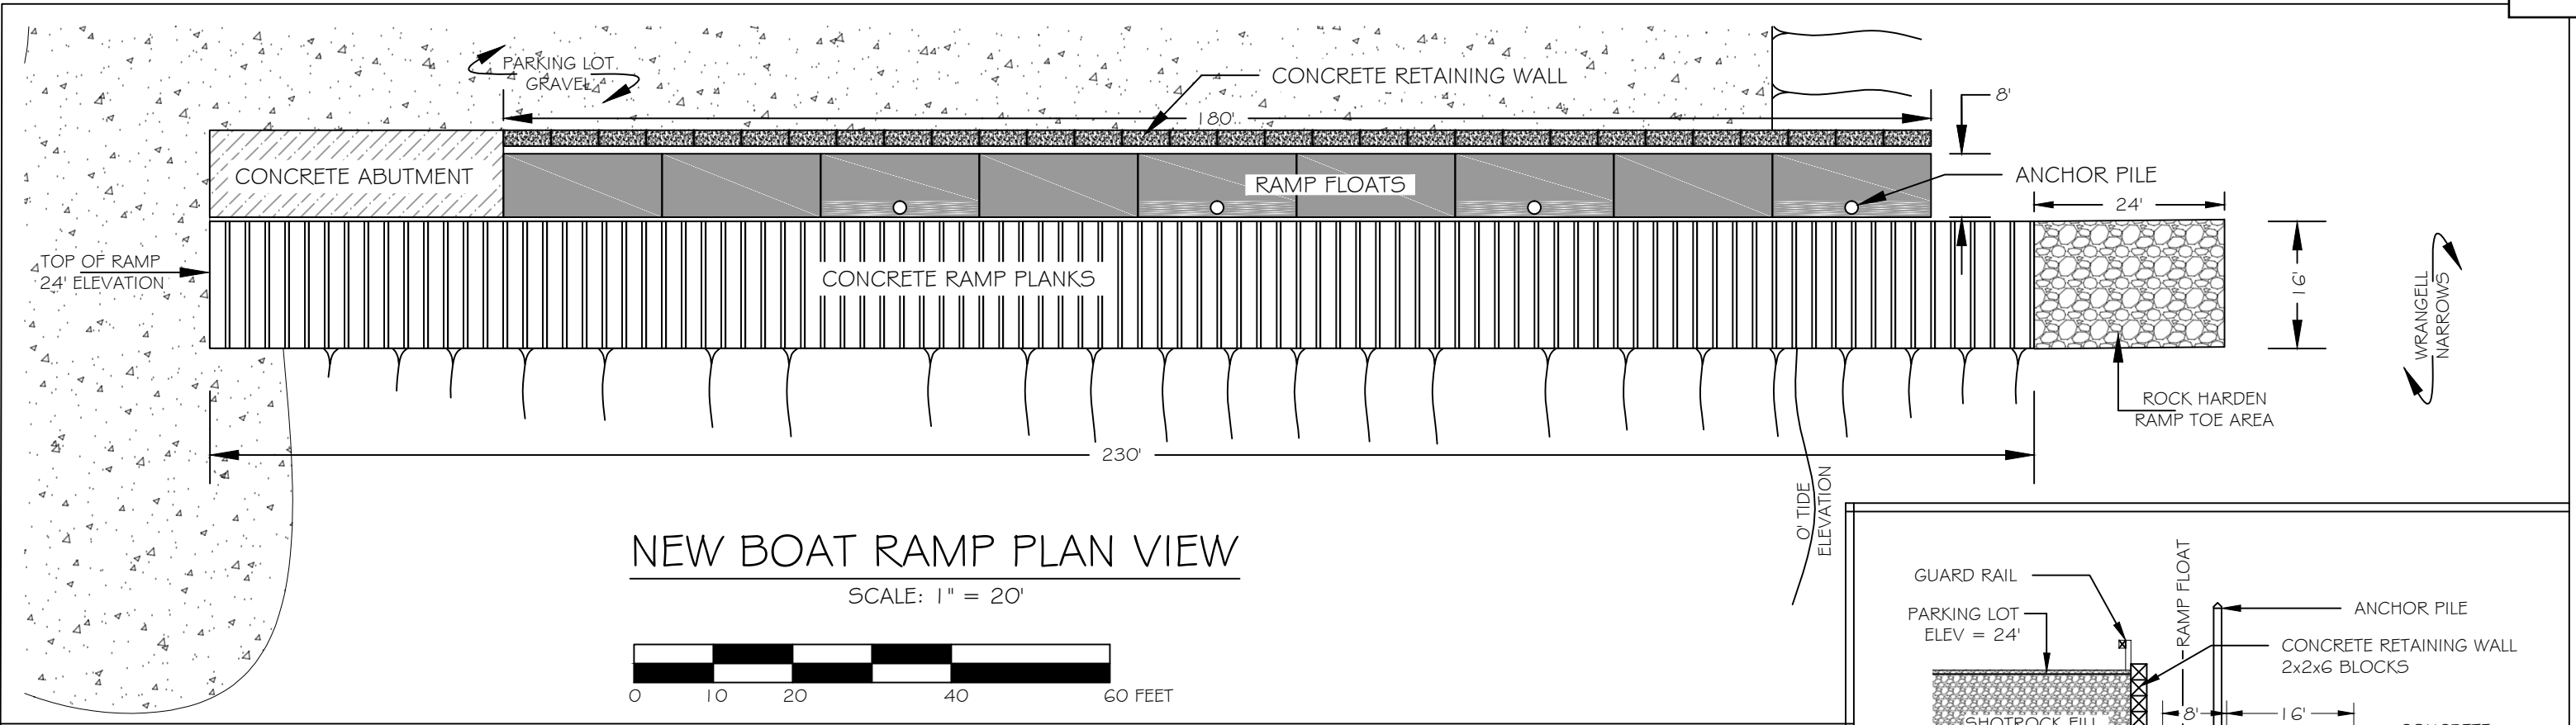 PARKING LOT
GRAVEL
CONCRETE RETAINING WALL
180'
8'
CONCRETE ABUTMENT
RAMP FLOATS
ANCHOR PILE
24'
TOP OF RAMP
24' ELEVATION
CONCRETE RAMP PLANKS
16'
WRANGELL
NARROWS
ROCK HARDEN
RAMP TOE AREA
230'
0' TIDE
ELEVATION
NEW BOAT RAMP PLAN VIEW
SCALE: 1" = 20'
0 10 20 40 60 FEET
GUARD RAIL
PARKING LOT
ELEV = 24'
RAMP FLOAT
ANCHOR PILE
CONCRETE RETAINING WALL
2x2x6 BLOCKS
8'
16'
SHOTROCK FILL
CONCRETE